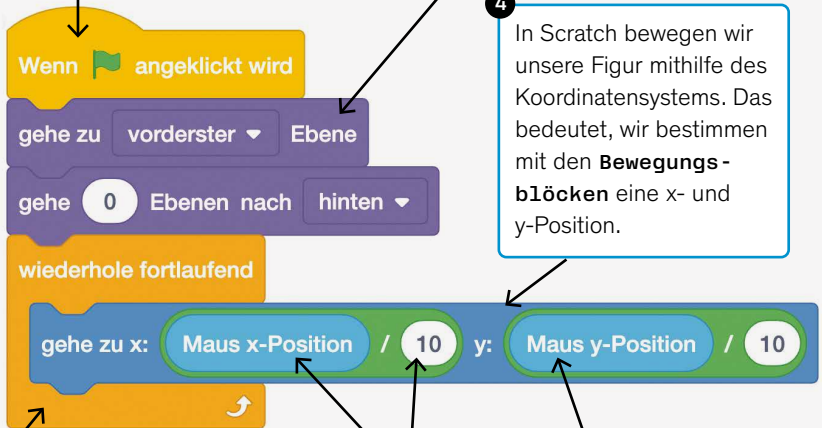 4
In Scratch bewegen wir
unsere Figur mithilfe des
Koordinatensystems. Das
bedeutet, wir bestimmen
mit den Bewegungs-
blöcken eine x- und
y-Position.
Wenn angeklickt wird
gehe zu vorderster Ebene
gehe 0 Ebenen nach hinten
wiederhole fortlaufend
gehe zu x: Maus x-Position / 10 y: Maus y-Position / 10